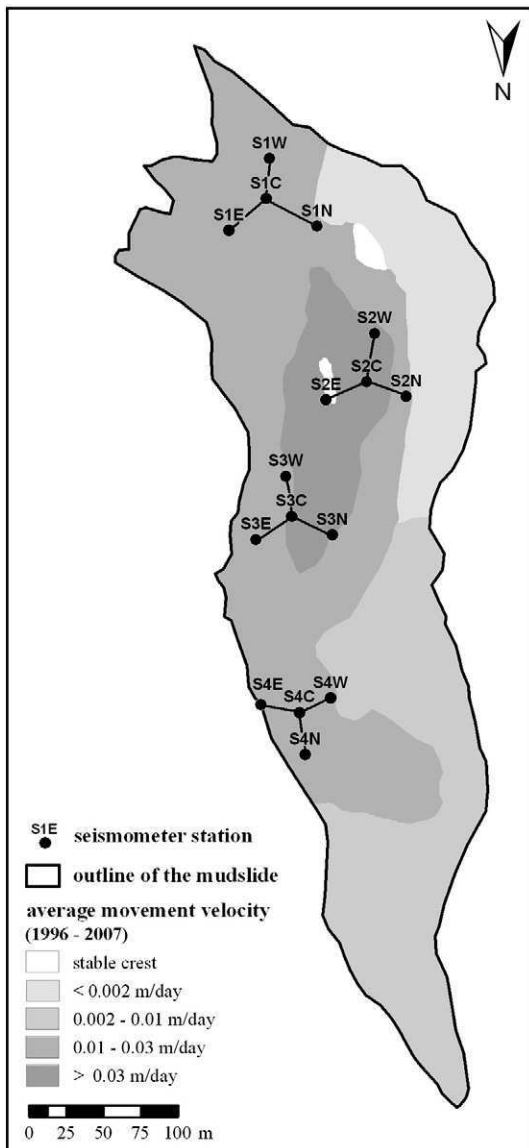 N
S1W
S1C
S1E
S1N
S2W
S2C
S2E
S2N
S3W
S3C
S3E
S3N
S4W
S4E
S4C
S4N
S1E seismometer station
outline of the mudslide
average movement velocity
(1996 - 2007)
stable crest
< 0.002 m/day
0.002 - 0.01 m/day
0.01 - 0.03 m/day
> 0.03 m/day
0 25 50 75 100 m